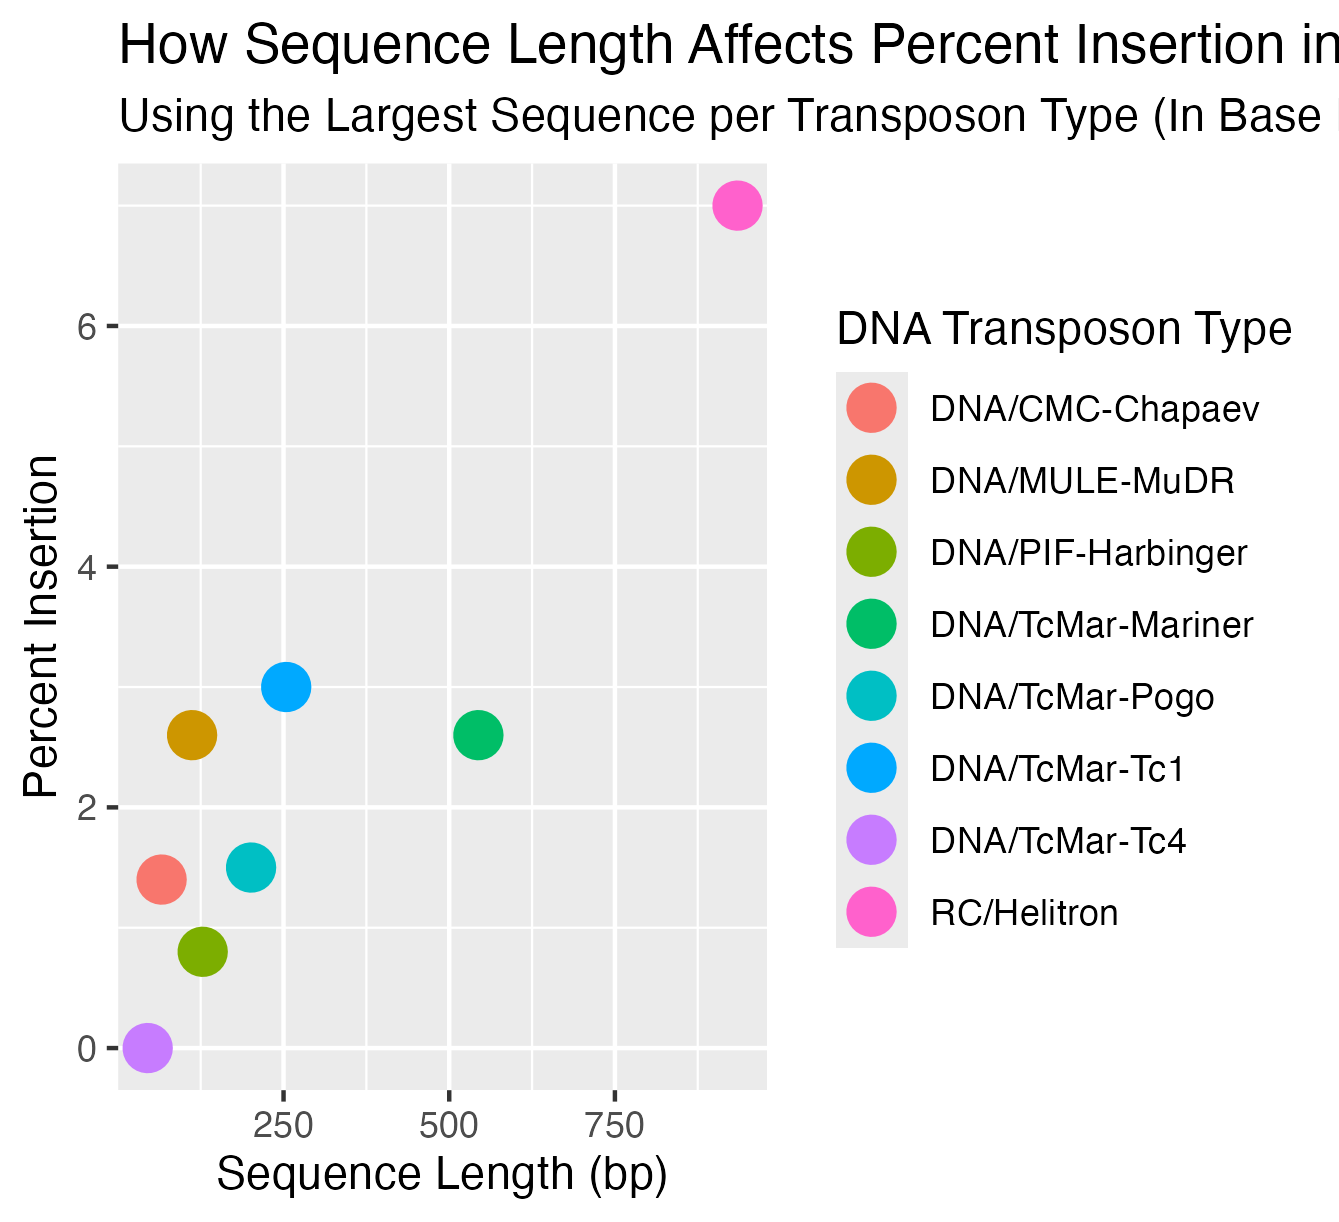 How Sequence Length Affects Percent Insertion in
Using the Largest Sequence per Transposon Type (In Base
Percent Insertion
6
4
2
0
250 500 750
Sequence Length (bp)
DNA Transposon Type
DNA/CMC-Chapaev
DNA/MULE-MuDR
DNA/PIF-Harbinger
DNA/TcMar-Mariner
DNA/TcMar-Pogo
DNA/TcMar-Tc1
DNA/TcMar-Tc4
RC/Helitron